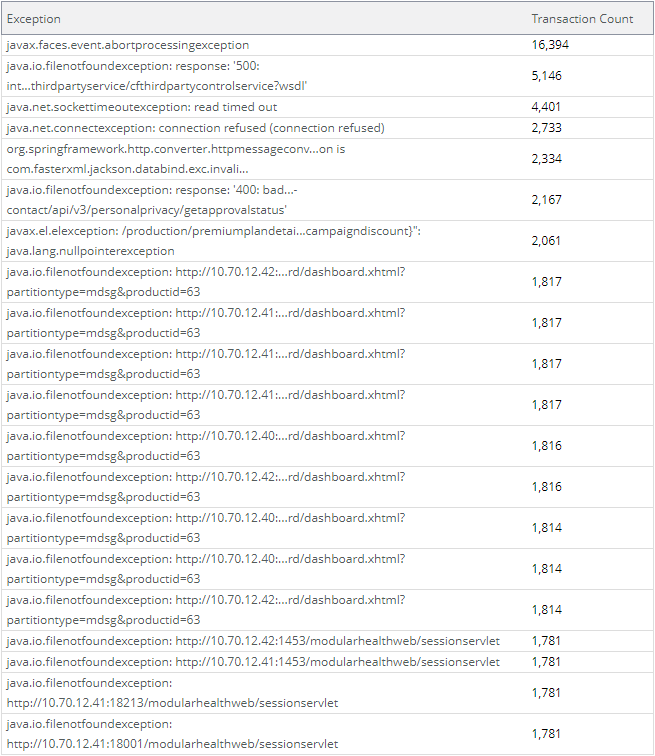 Exception Transaction Count
javax.faces.event.abortprocessingexception 16,394
java.io.filenotfoundexception: response: '500:
int...thirdpartyservice/cfthirdpartycontrolservice?wsdl' 5,146
java.net.sockettimeoutexception: read timed out 4,401
java.net.connectexception: connection refused (connection refused) 2,733
org.springframework.http.converter.httpmessageconv...on is
com.fasterxml.jackson.databind.exc.invali... 2,334
java.io.filenotfoundexception: response: '400: bad...-
contact/api/v3/personalprivacy/getapprovalstatus' 2,167
javax.el.elexception: /production/premiumplandetai...campaigndiscount}":
java.lang.nullpointerexception 2,061
java.io.filenotfoundexception: http://10.70.12.42:...rd/dashboard.xhtml?
partitiontype=mdsg&productid=63 1,817
java.io.filenotfoundexception: http://10.70.12.41:...rd/dashboard.xhtml?
partitiontype=mdsg&productid=63 1,817
java.io.filenotfoundexception: http://10.70.12.41:...rd/dashboard.xhtml?
partitiontype=mdsg&productid=63 1,817
java.io.filenotfoundexception: http://10.70.12.41:...rd/dashboard.xhtml?
partitiontype=mdsg&productid=63 1,817
java.io.filenotfoundexception: http://10.70.12.40:...rd/dashboard.xhtml?
partitiontype=mdsg&productid=63 1,816
java.io.filenotfoundexception: http://10.70.12.42:...rd/dashboard.xhtml?
partitiontype=mdsg&productid=63 1,816
java.io.filenotfoundexception: http://10.70.12.40:...rd/dashboard.xhtml?
partitiontype=mdsg&productid=63 1,814
java.io.filenotfoundexception: http://10.70.12.40:...rd/dashboard.xhtml?
partitiontype=mdsg&productid=63 1,814
java.io.filenotfoundexception: http://10.70.12.42:...rd/dashboard.xhtml?
partitiontype=mdsg&productid=63 1,814
java.io.filenotfoundexception: http://10.70.12.42:1453/modularhealthweb/sessionservlet 1,781
java.io.filenotfoundexception: http://10.70.12.41:1453/modularhealthweb/sessionservlet 1,781
java.io.filenotfoundexception:
http://10.70.12.41:18213/modularhealthweb/sessionservlet 1,781
java.io.filenotfoundexception:
http://10.70.12.41:18001/modularhealthweb/sessionservlet 1,781